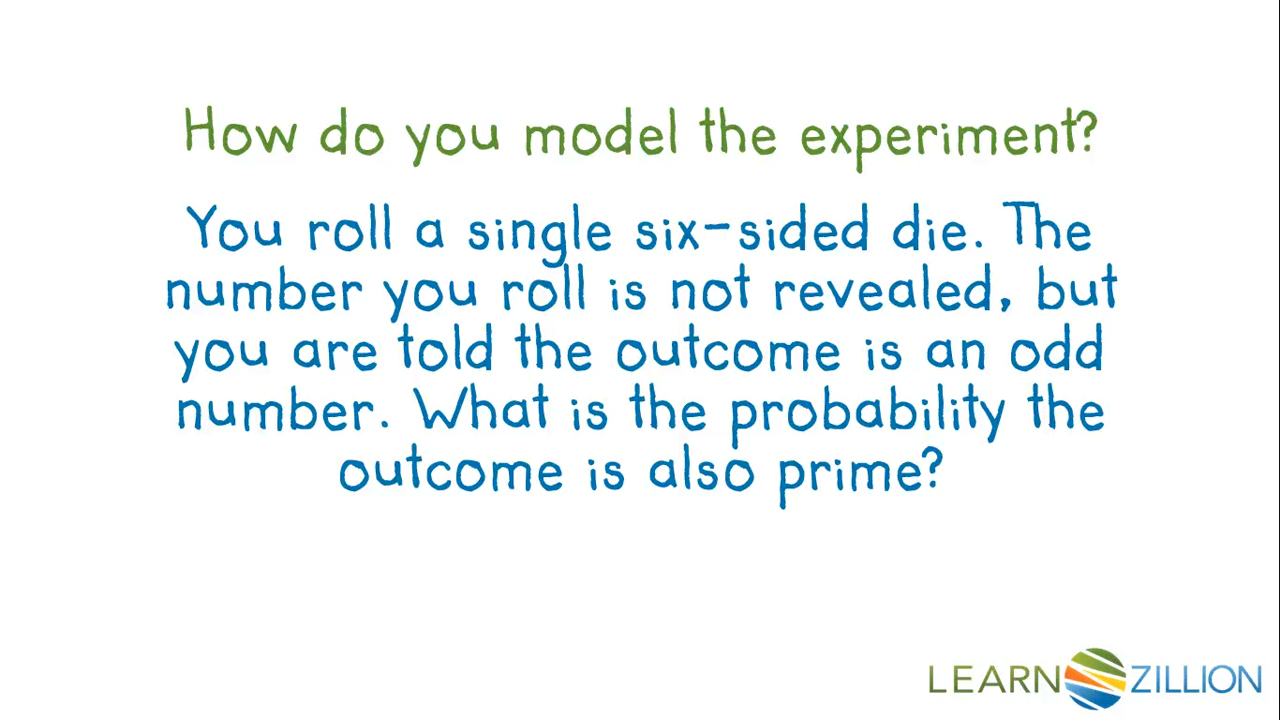 How do you model the experiment?
You roll a single six-sided die. The
number you roll is not revealed, but
you are told the outcome is an odd
number. What is the probability the
outcome is also prime?
LEARN ZILLION